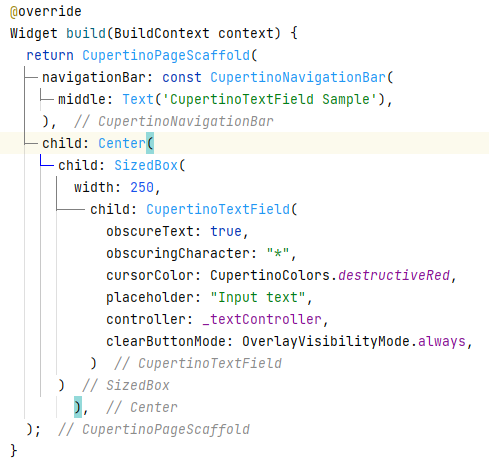 @override
Widget build(BuildContext context) {
  return CupertinoPageScaffold(
    navigationBar: const CupertinoNavigationBar(
      middle: Text('CupertinoTextField Sample'),
    ),  // CupertinoNavigationBar
    child: Center(
      child: SizedBox(
        width: 250,
          child: CupertinoTextField(
            obscureText: true,
            obscuringCharacter: "*",
            cursorColor: CupertinoColors.destructiveRed,
            placeholder: "Input text",
            controller: _textController,
            clearButtonMode: OverlayVisibilityMode.always,
          )  // CupertinoTextField
      )  // SizedBox
        ),  // Center
  );  // CupertinoPageScaffold
}